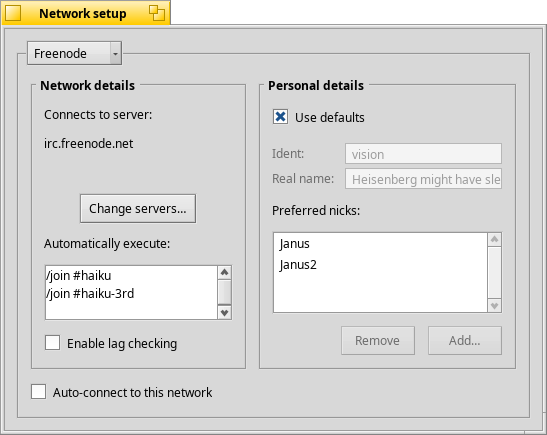 Network setup
Freenode
Network details
Connects to server:
irc.freenode.net
Change servers...
Automatically execute:
/join #haiku
/join #haiku-3rd
Enable lag checking
Personal details
Use defaults
Ident:
vision
Real name:
Heisenberg might have sle
Preferred nicks:
Janus
Janus2
Remove
Add...
Auto-connect to this network